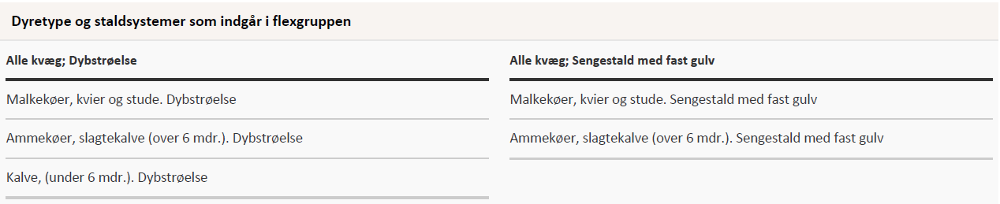 Dyretype og staldsystemer som indgår i flexgruppen
Alle kvæg; Dybstrøelse
Malkekøer, kvier og stude. Dybstrøelse
Ammekøer, slagtekalve (over 6 mdr.). Dybstrøelse
Kalve, (under 6 mdr.). Dybstrøelse
Alle kvæg; Sengestald med fast gulv
Malkekøer, kvier og stude. Sengestald med fast gulv
Ammekøer, slagtekalve (over 6 mdr.). Sengestald med fast gulv